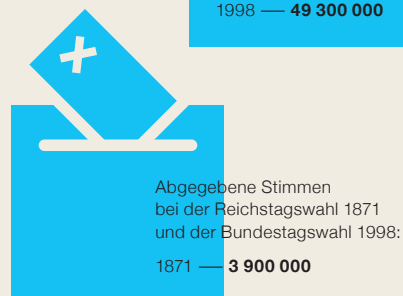 1998 — 49 300 000
Abgegebene Stimmen
bei der Reichstagswahl 1871
und der Bundestagswahl 1998:
1871 — 3 900 000